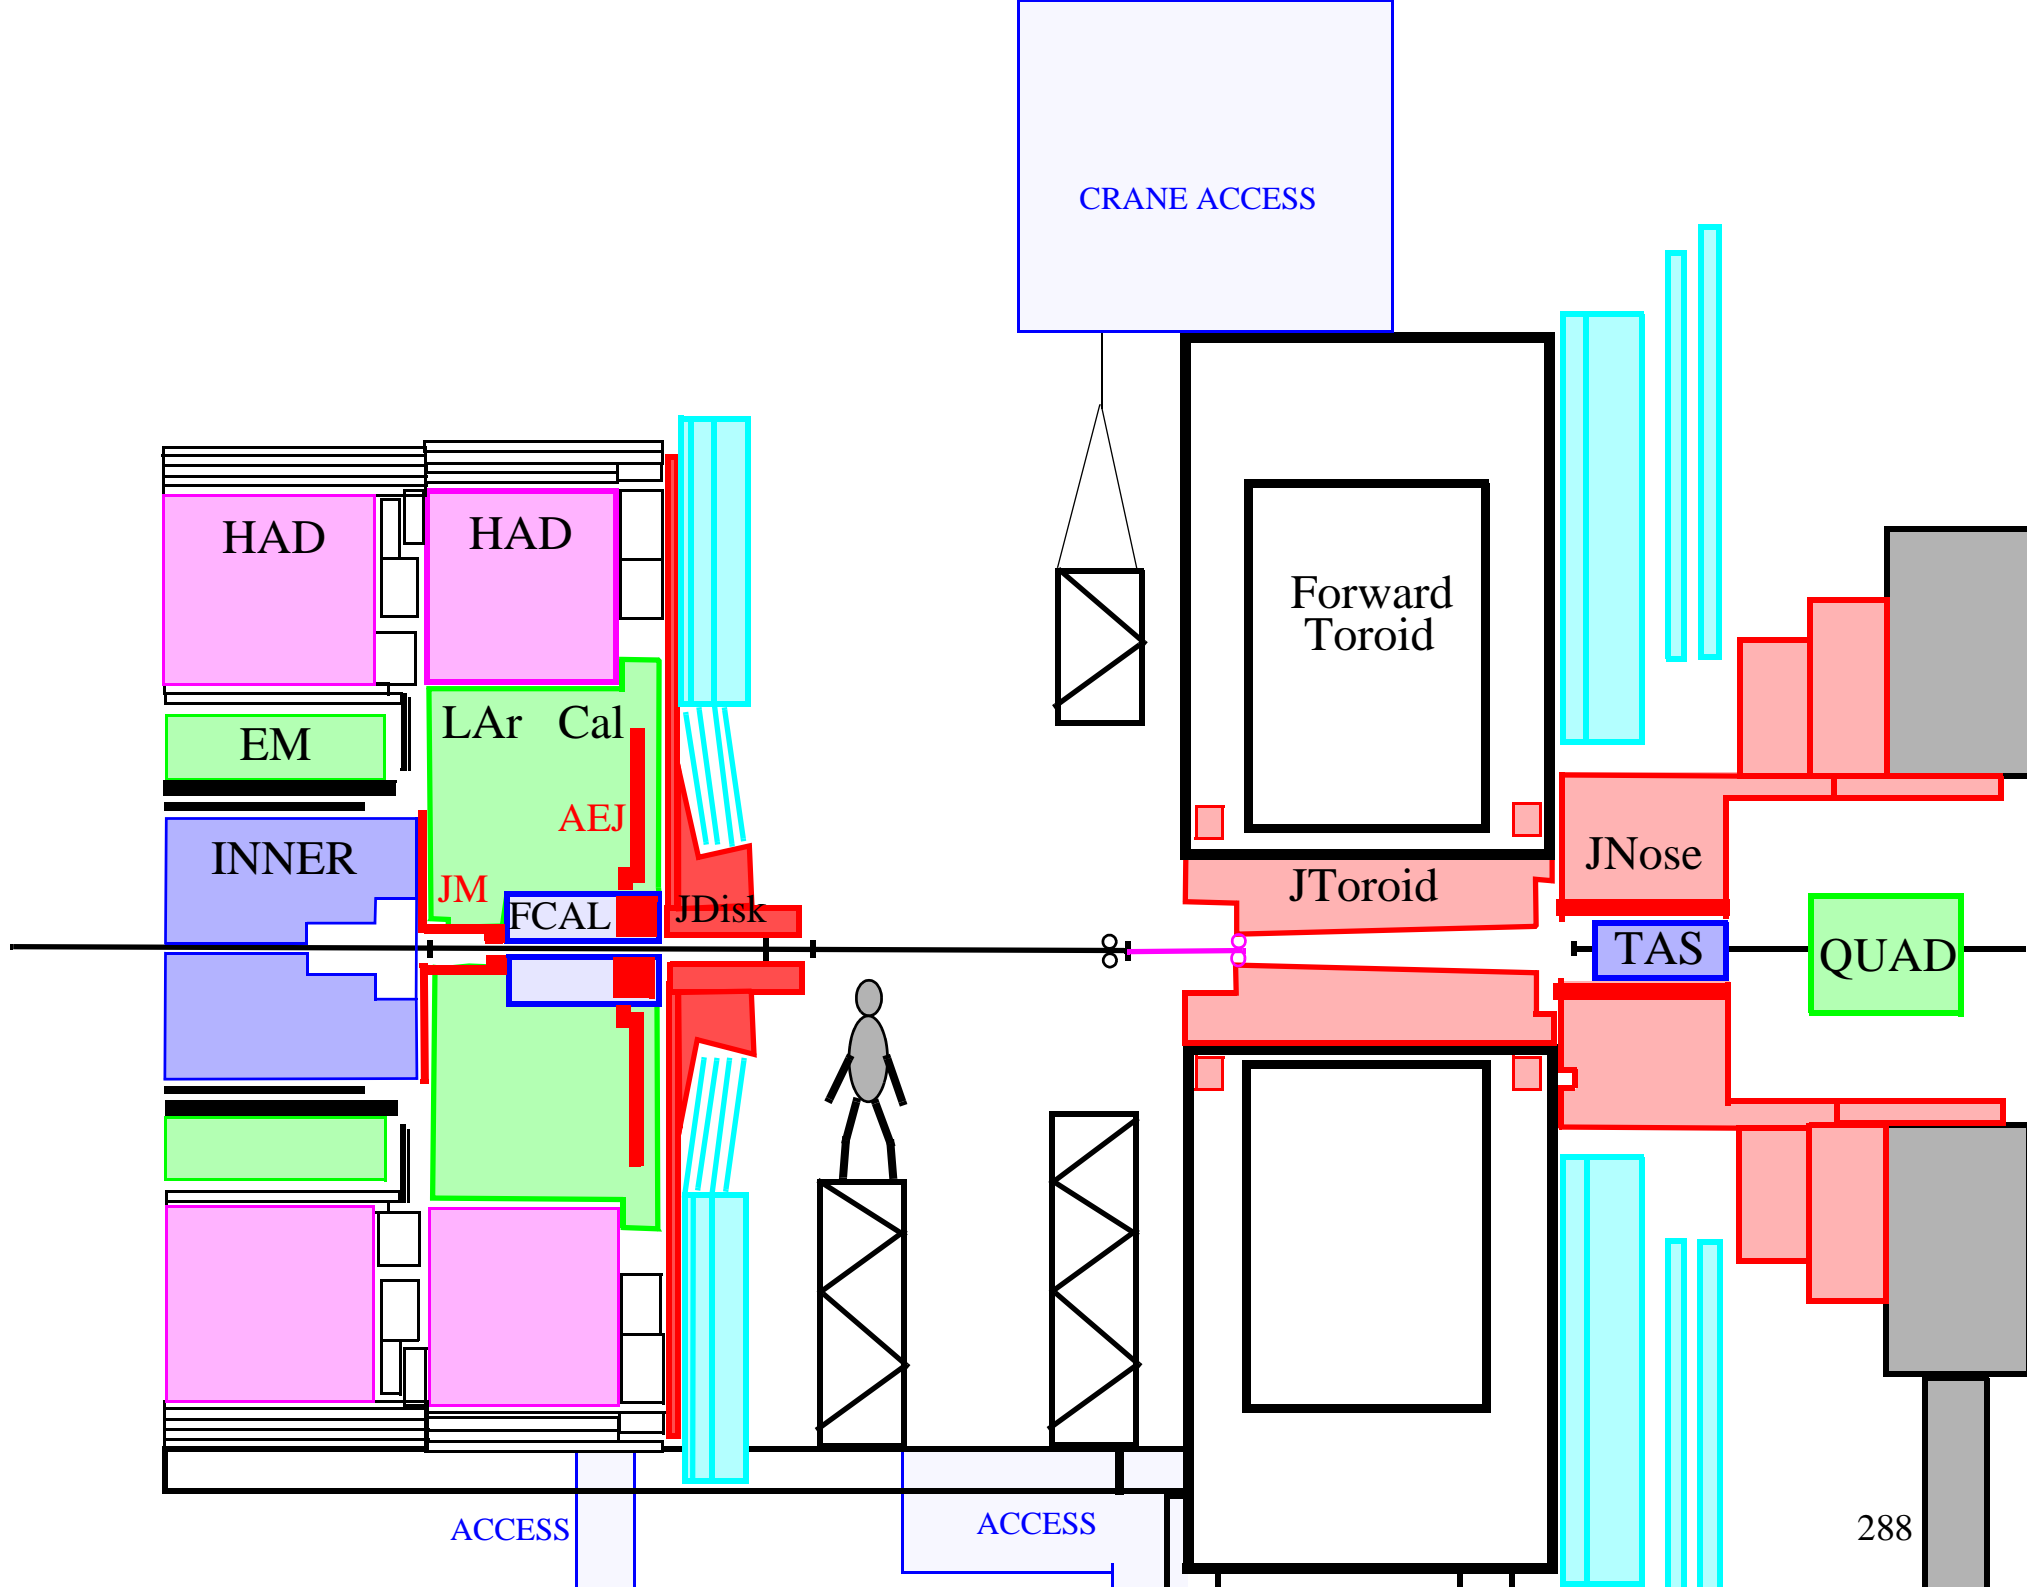 CRANE ACCESS
HAD
HAD
Forward
Toroid
LAr Cal
EM
AEJ
INNER
JNose
JM
JToroid
FCAL
JDisk
TAS
QUAD
ACCESS
ACCESS
288